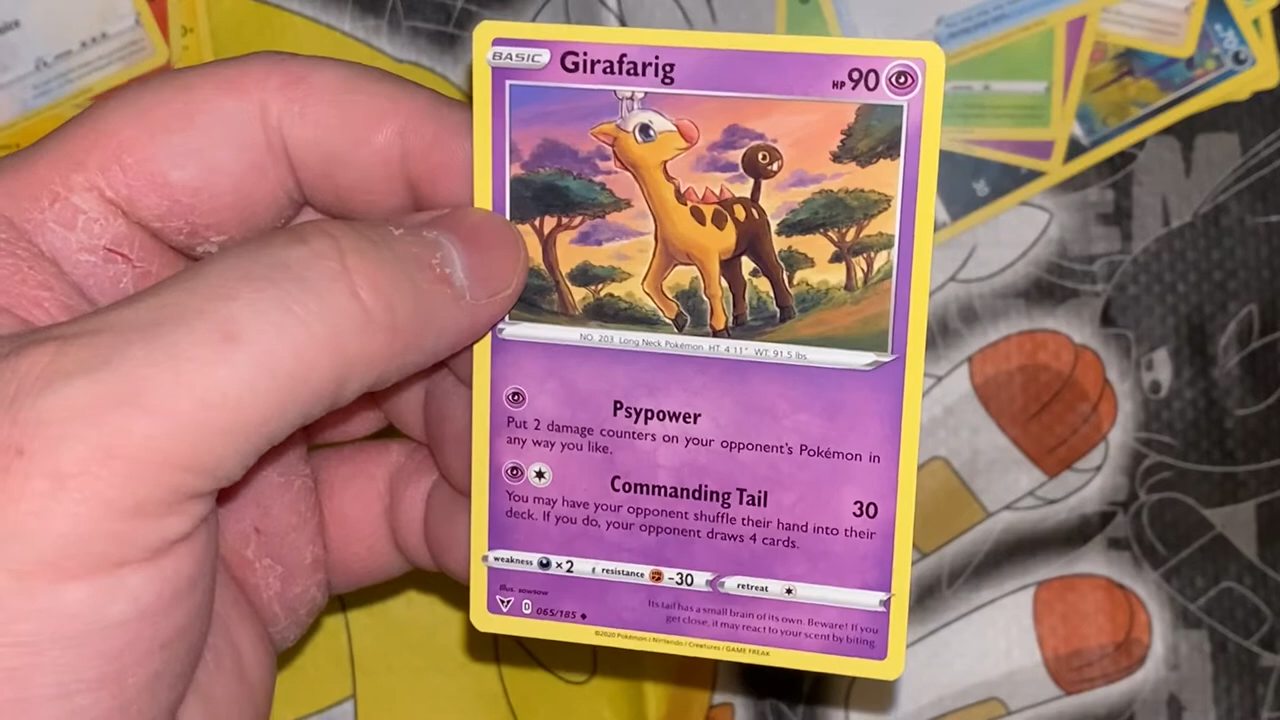 BASIC Girafarig HP 90
NO. 203 Long Neck Pokémon HT 4'11" WT. 91.5 lbs.
Psypower
Put 2 damage counters on your opponent's Pokémon in
any way you like.
Commanding Tail 30
You may have your opponent shuffle their hand into their
deck. If you do, your opponent draws 4 cards.
weakness ×2 resistance -30 retreat
Illus. sowsow
D 065/185
Its tail has a small brain of its own. Beware! If you
get close, it may react to your scent by biting.
©2020 Pokémon / Nintendo / Creatures / GAME FREAK